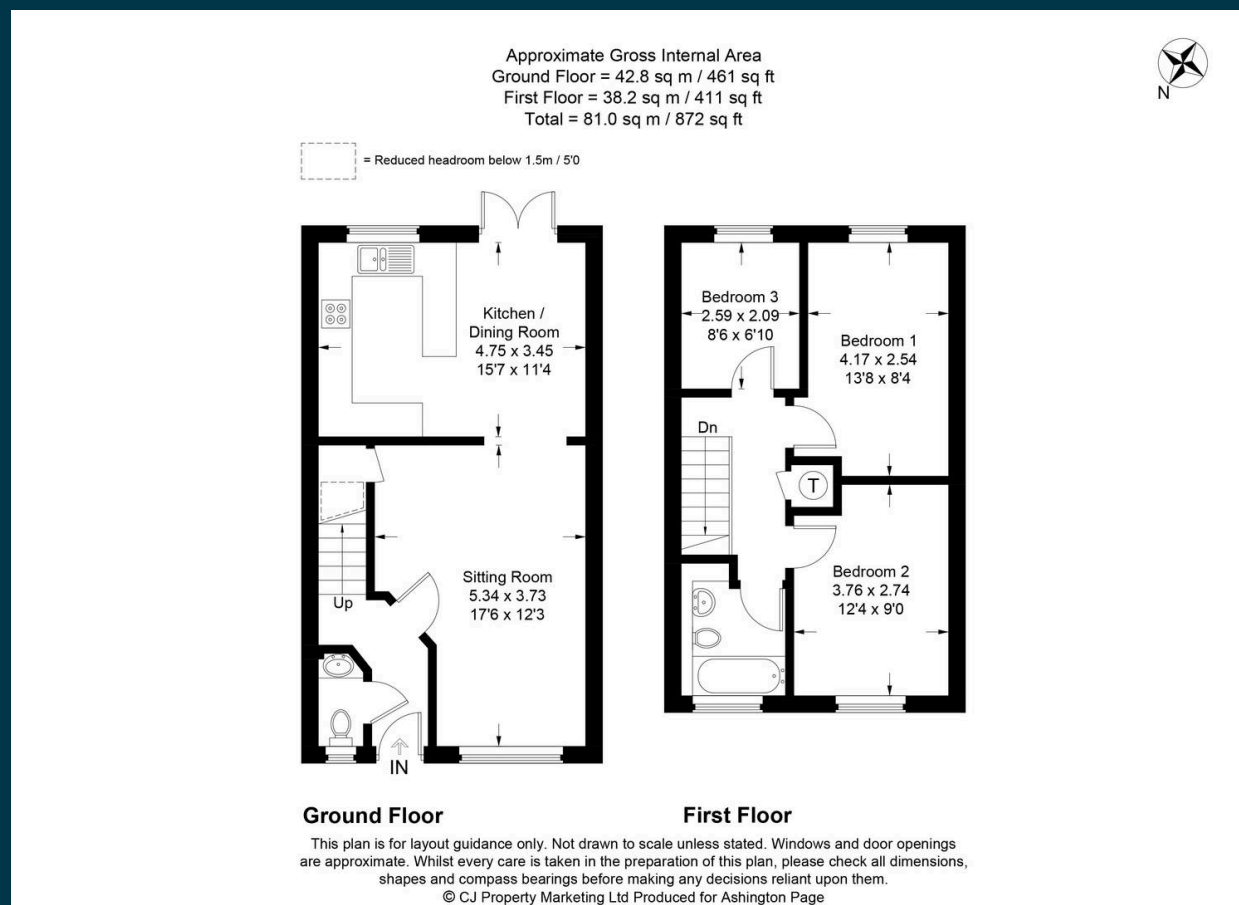 Approximate Gross Internal Area
Ground Floor = 42.8 sq m / 461 sq ft
First Floor = 38.2 sq m / 411 sq ft
Total = 81.0 sq m / 872 sq ft
N
= Reduced headroom below 1.5m / 5'0
Kitchen /
Dining Room
4.75 x 3.45
15'7 x 11'4
Sitting Room
5.34 x 3.73
17'6 x 12'3
Up
IN
Bedroom 3
2.59 x 2.09
8'6 x 6'10
Bedroom 1
4.17 x 2.54
13'8 x 8'4
Dn
T
Bedroom 2
3.76 x 2.74
12'4 x 9'0
Ground Floor
First Floor
This plan is for layout guidance only. Not drawn to scale unless stated. Windows and door openings
are approximate. Whilst every care is taken in the preparation of this plan, please check all dimensions,
shapes and compass bearings before making any decisions reliant upon them.
© CJ Property Marketing Ltd Produced for Ashington Page